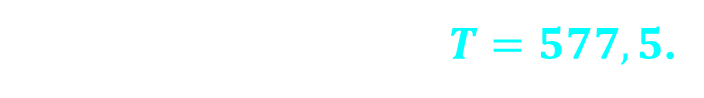 T = 577,5.